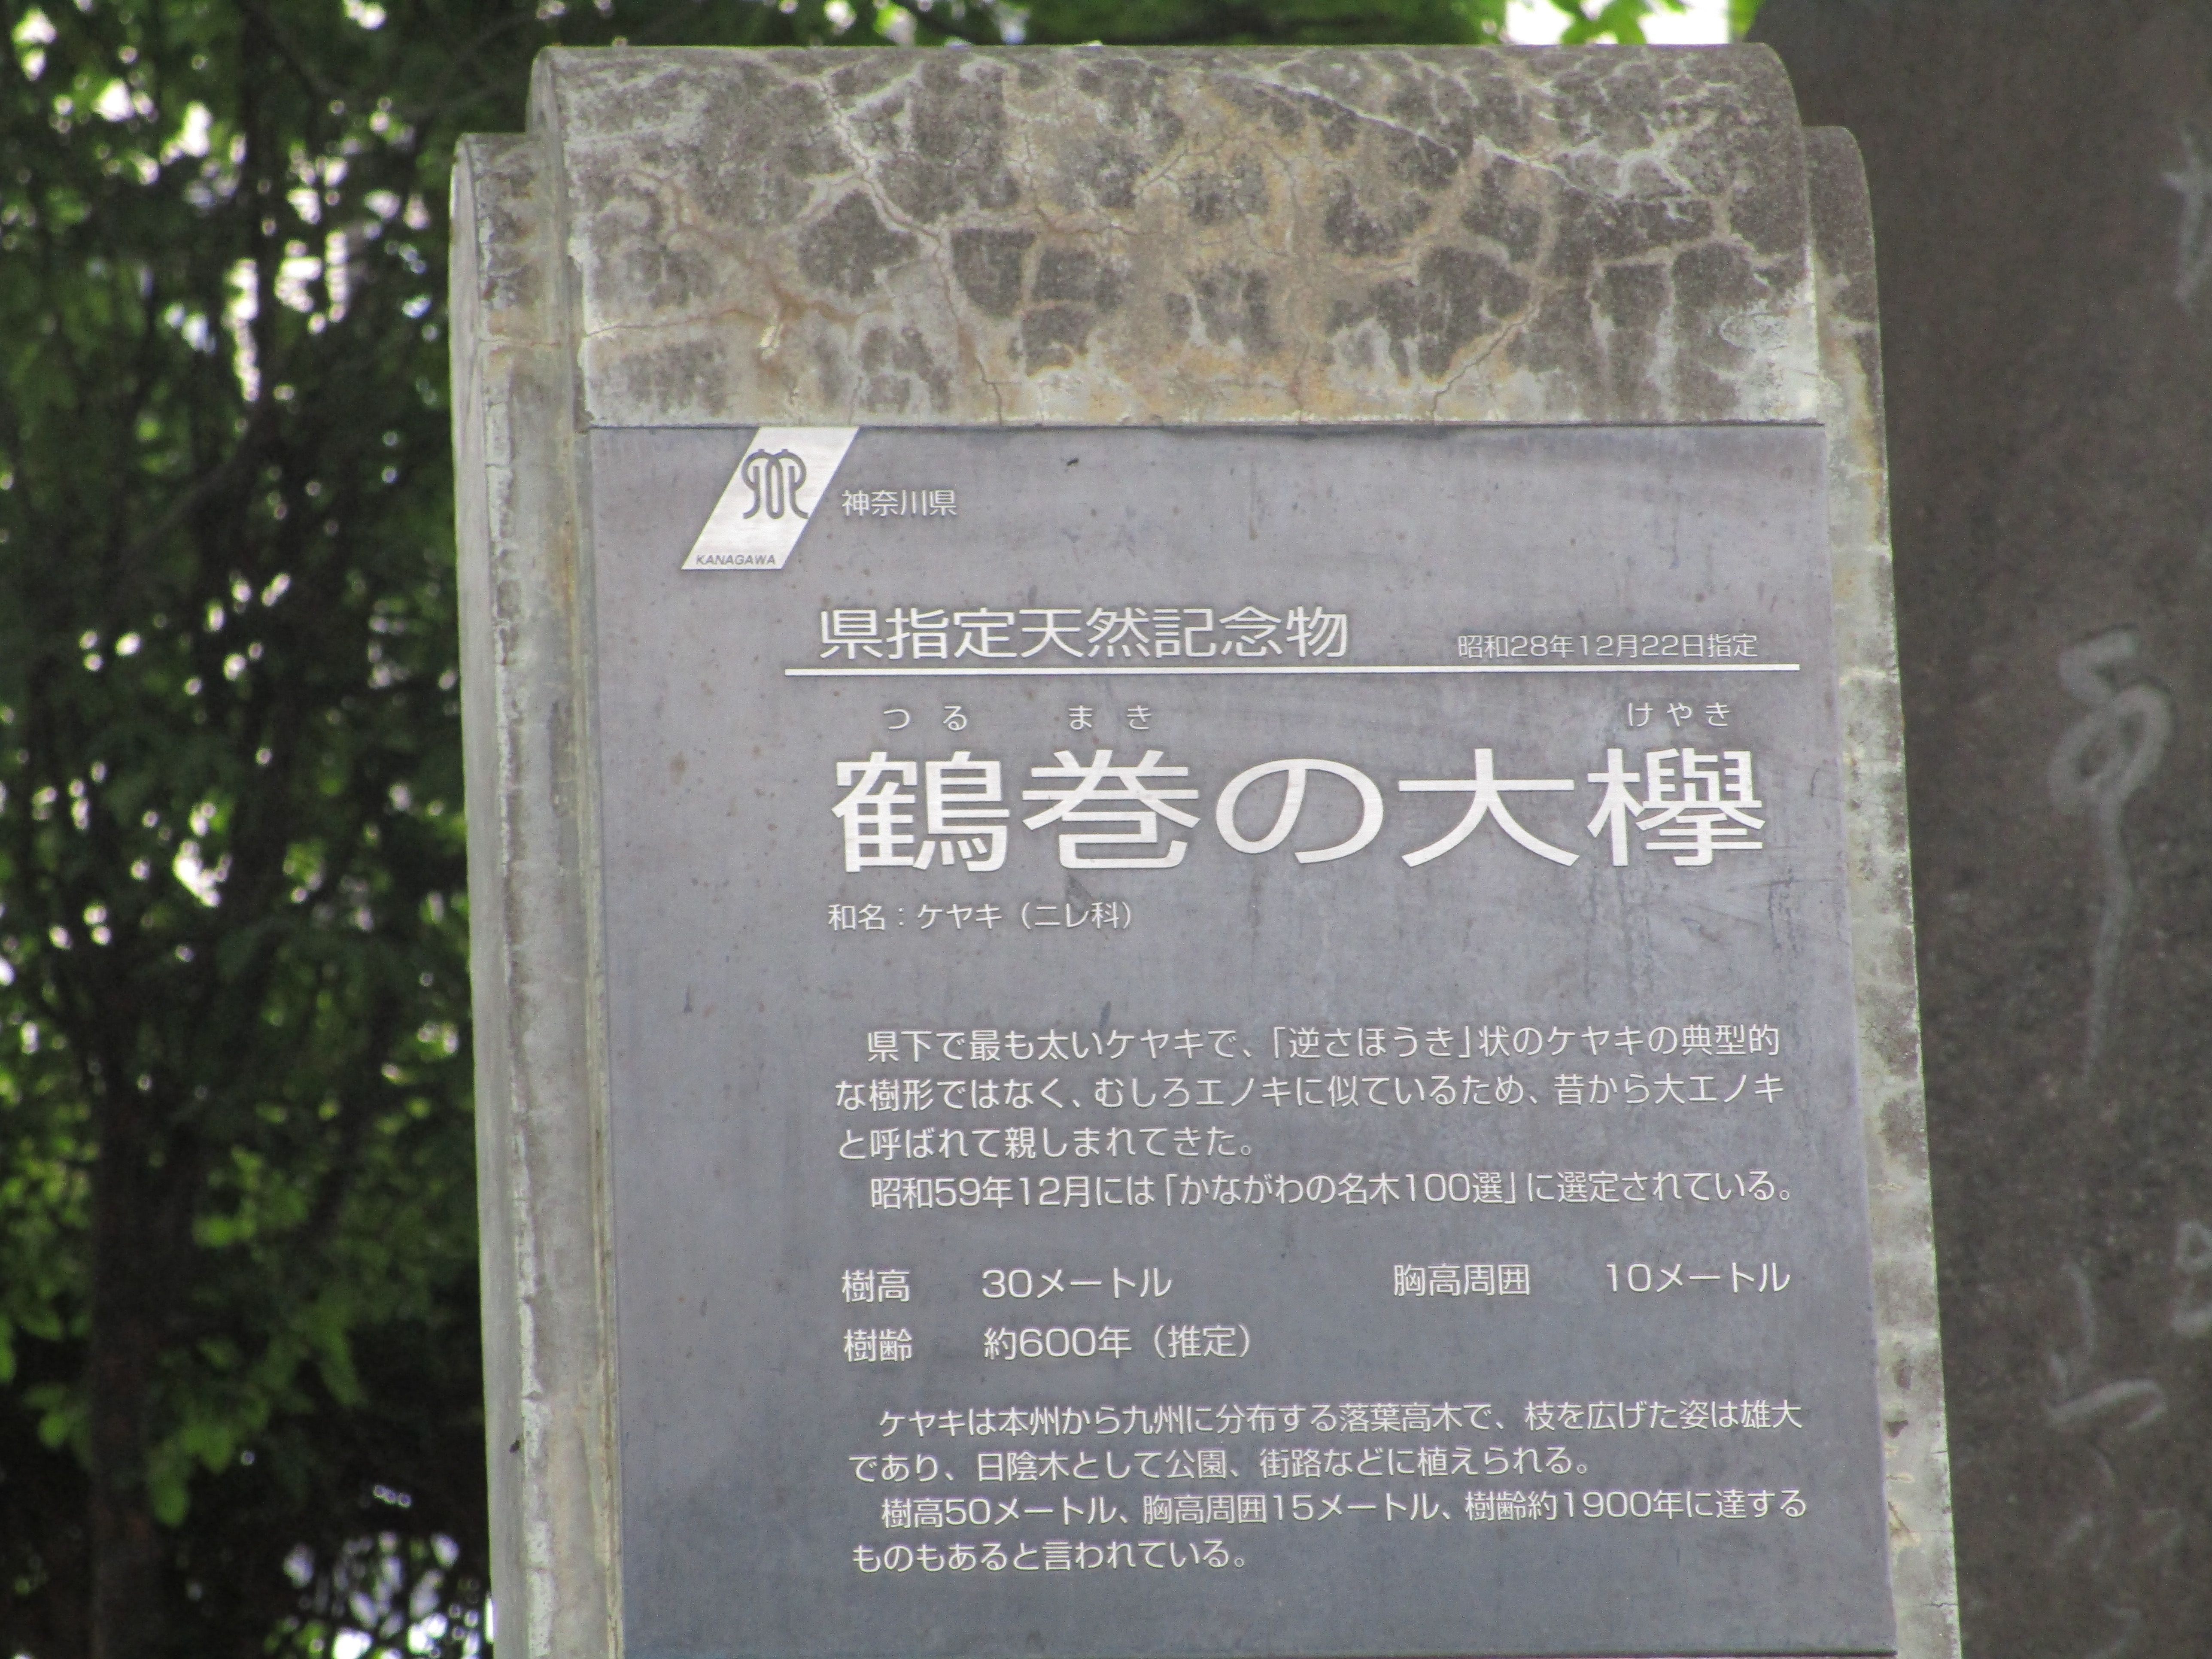 神奈川県
KANAGAWA
県指定天然記念物 昭和28年12月22日指定
つる まき けやき
鶴巻の大欅
和名：ケヤキ（ニレ科）
県下で最も太いケヤキで、「逆さほうき」状のケヤキの典型的
な樹形ではなく、むしろエノキに似ているため、昔から大エノキ
と呼ばれて親しまれてきた。
昭和59年12月には「かながわの名木100選」に選定されている。
樹高 30メートル 胸高周囲 10メートル
樹齢 約600年（推定）
ケヤキは本州から九州に分布する落葉高木で、枝を広げた姿は雄大
であり、日陰木として公園、街路などに植えられる。
樹高50メートル、胸高周囲15メートル、樹齢約1900年に達する
ものもあると言われている。